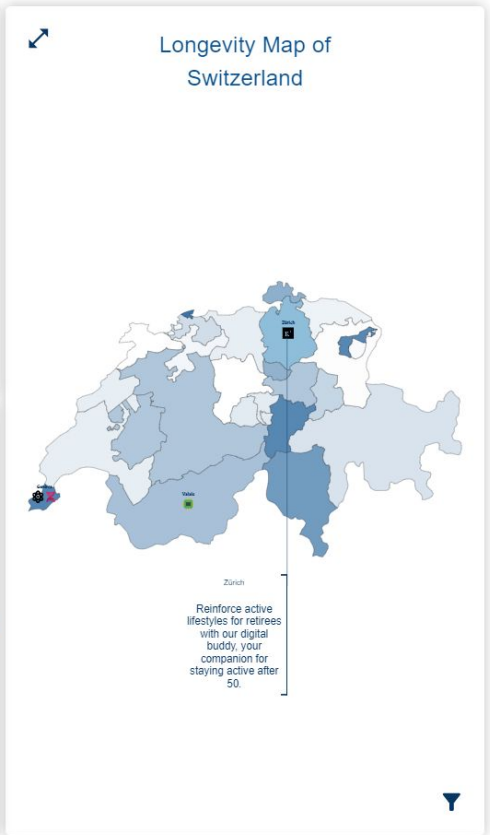 Longevity Map of
Switzerland
Zürich
Valais
Zürich
Reinforce active
lifestyles for retirees
with our digital
buddy, your
companion for
staying active after
50.